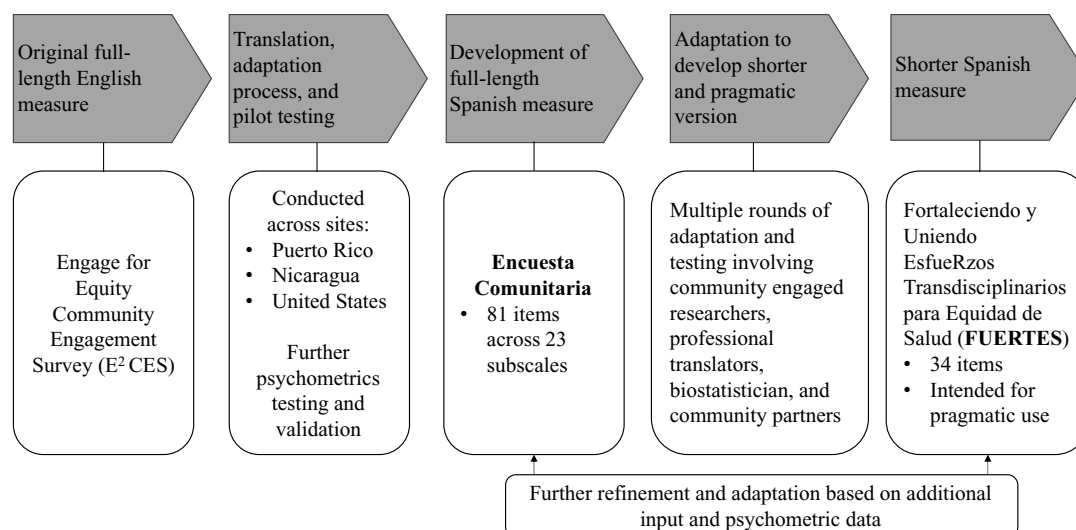 Original full-
length English
measure
Translation,
adaptation
process, and
pilot testing
Development of
full-length
Spanish measure
Adaptation to
develop shorter
and pragmatic
version
Shorter Spanish
measure
Engage for
Equity
Community
Engagement
Survey (E² CES)
Conducted
across sites:
• Puerto Rico
• Nicaragua
• United States
Further
psychometrics
testing and
validation
Encuesta
Comunitaria
• 81 items
across 23
subscales
Multiple rounds of
adaptation and
testing involving
community engaged
researchers,
professional
translators,
biostatistician, and
community partners
Fortaleciendo y
Uniendo
EsfueRzos
Transdisciplinarios
para Equidad de
Salud (FUERTES)
• 34 items
• Intended for
pragmatic use
Further refinement and adaptation based on additional
input and psychometric data